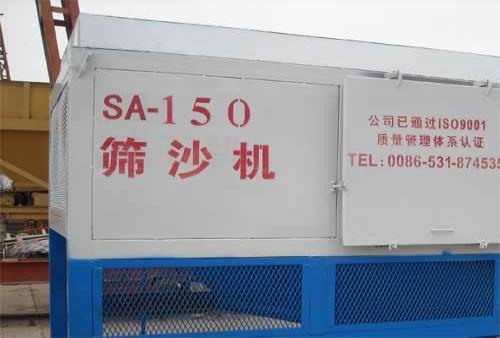 SA-150
筛沙机
公司已通过ISO9001
质量管理体系认证
TEL: 0086-531-874535